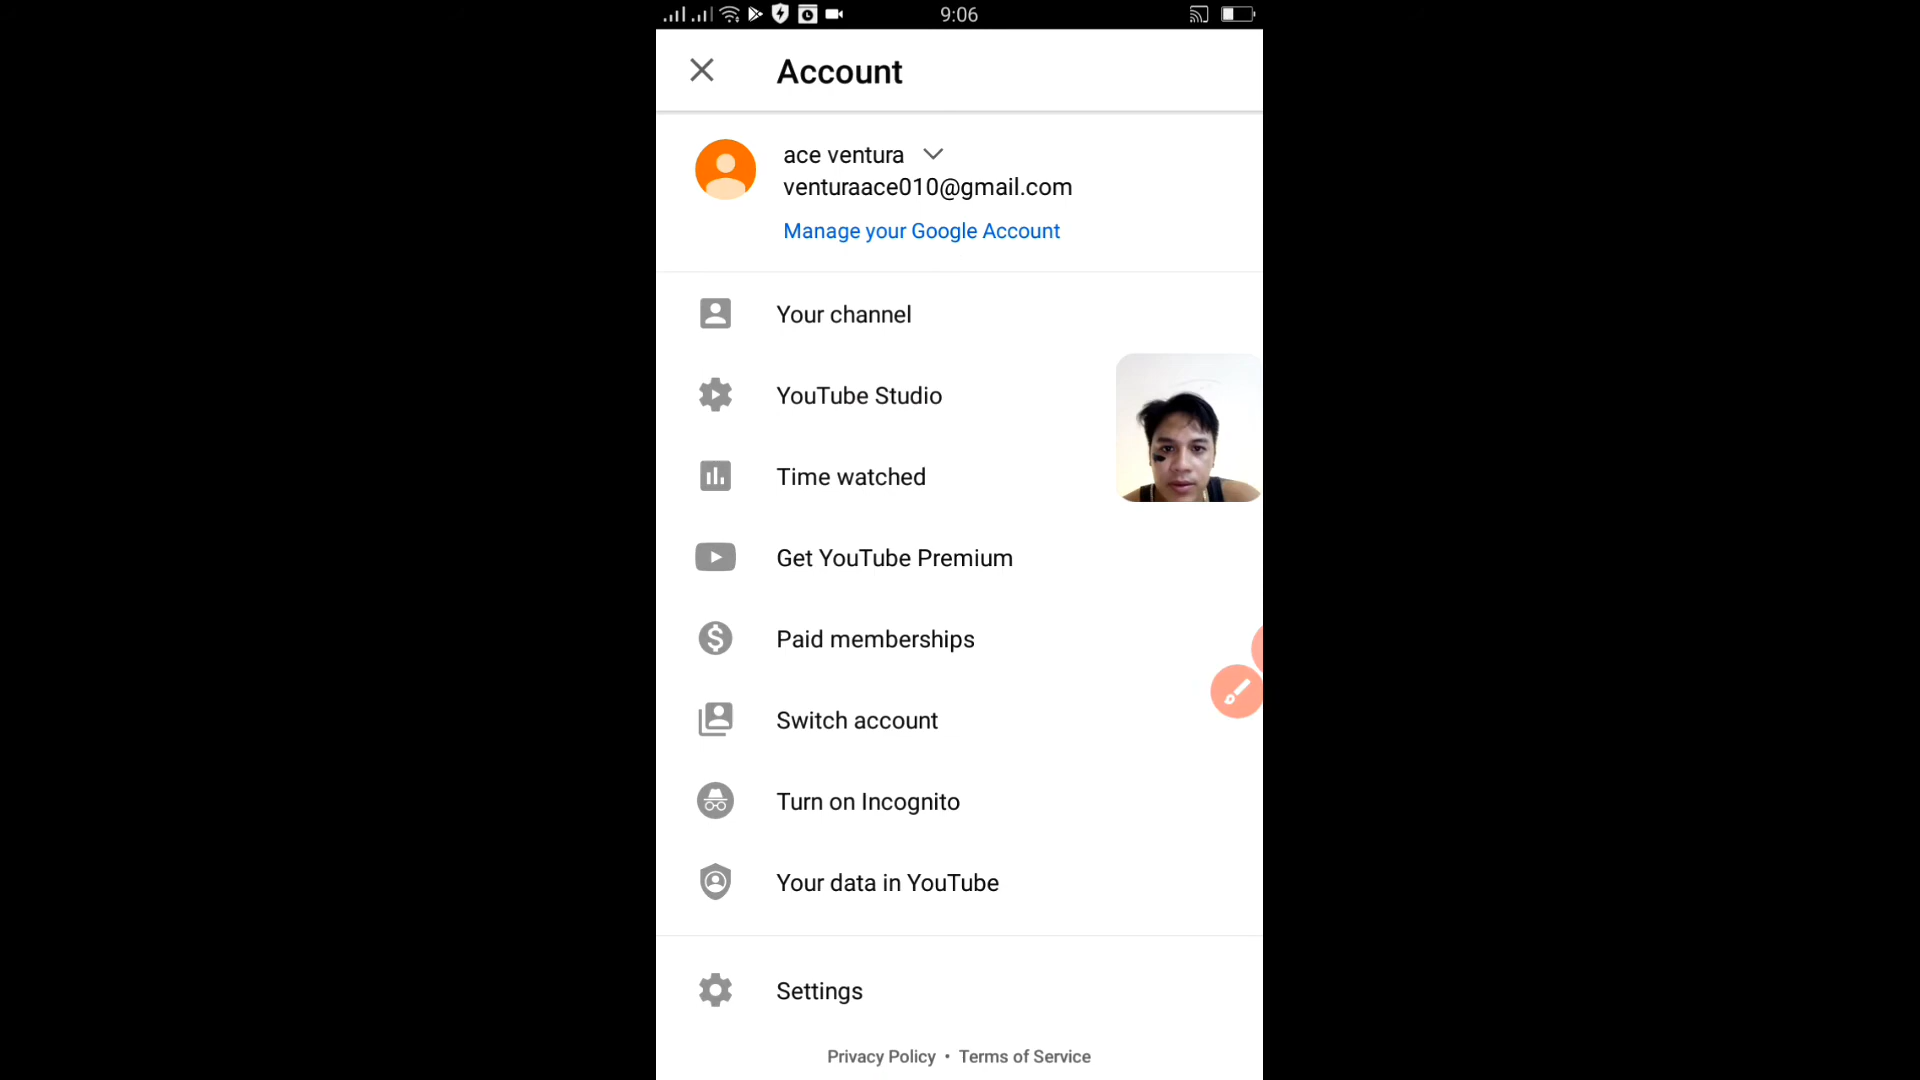 9:06
Account
ace ventura
venturaace010@gmail.com
Manage your Google Account
Your channel
YouTube Studio
Time watched
Get YouTube Premium
Paid memberships
Switch account
Turn on Incognito
Your data in YouTube
Settings
Privacy Policy • Terms of Service